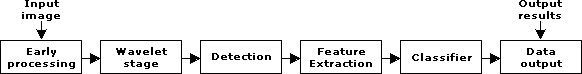 Input
image
Output
results
Early
processing
Wavelet
stage
Detection
Feature
Extraction
Classifier
Data
output